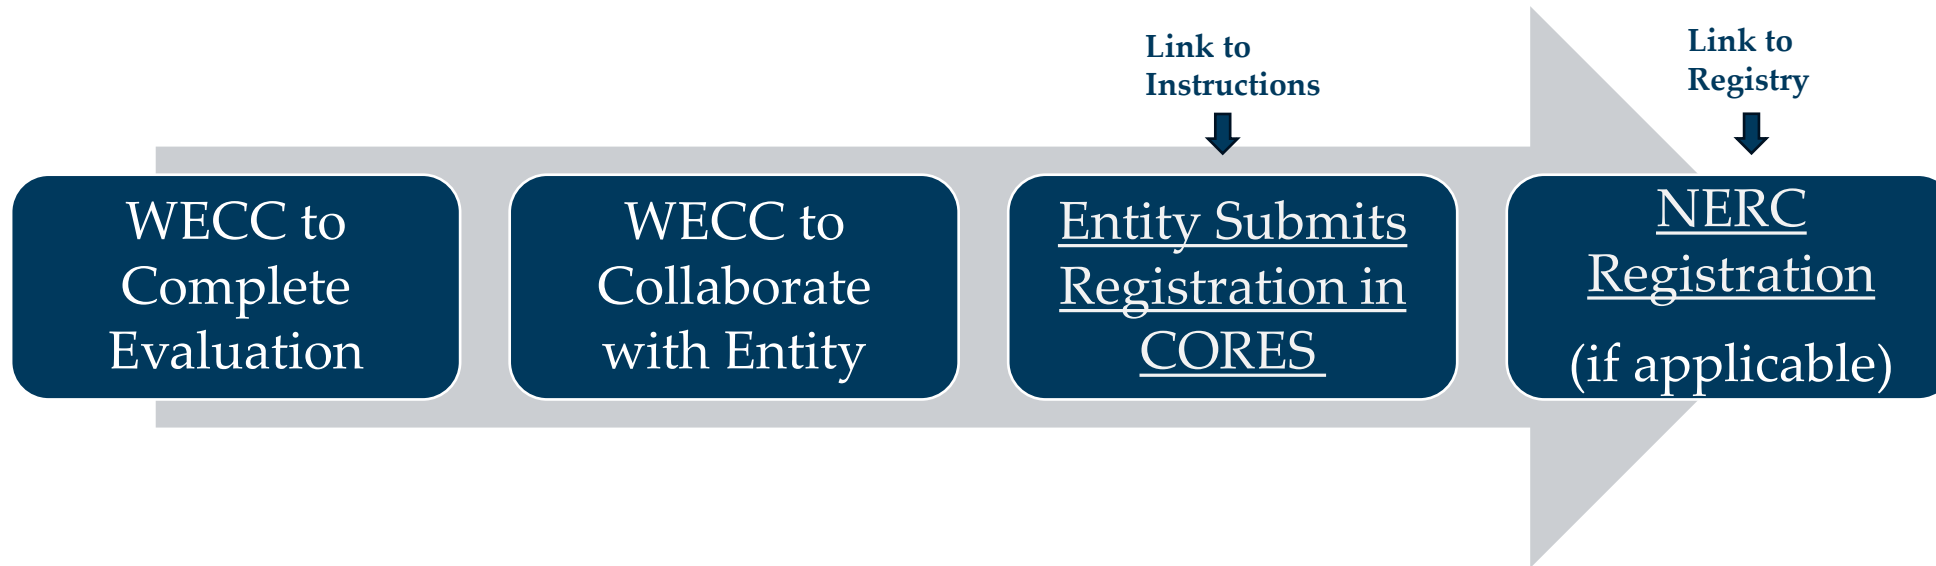 Link to
Instructions
Link to
Registry
WECC to
Complete
Evaluation
WECC to
Collaborate
with Entity
Entity Submits
Registration in
CORES
NERC
Registration
(if applicable)